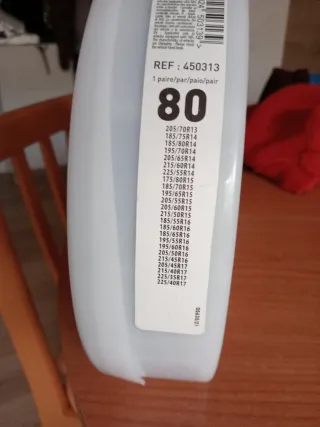 REF : 450313
1 paire/par/paio/pair
80
205/70R13
185/75R14
185/80R14
195/70R14
205/65R14
215/60R14
225/55R14
175/80R15
185/70R15
195/65R15
205/55R15
205/60R15
215/50R15
185/55R16
185/60R16
185/65R16
195/55R16
195/60R16
205/50R16
215/45R16
205/45R17
215/40R17
225/35R17
225/40R17